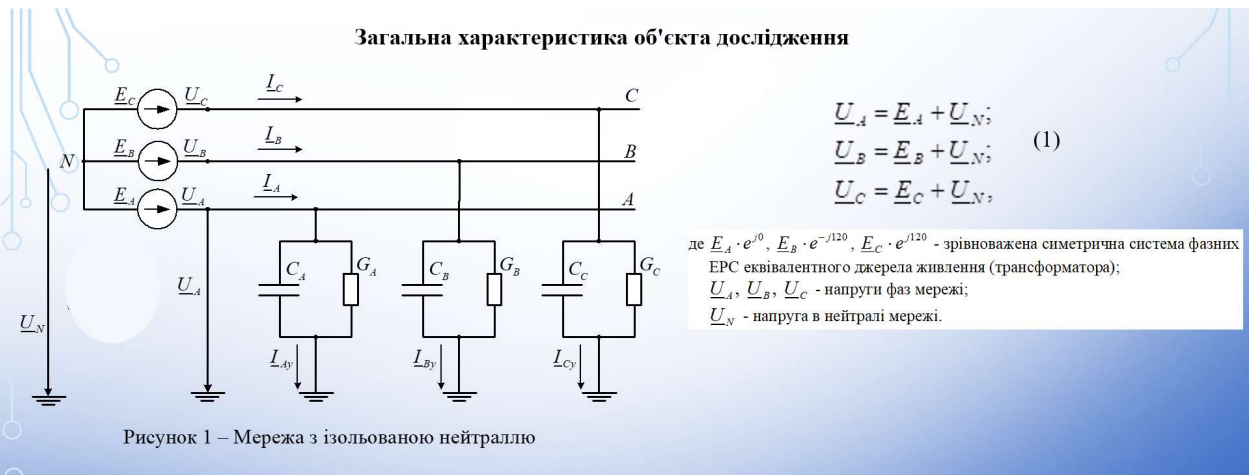 Загальна характеристика об'єкта дослідження
E_C U_C I_C C
N E_B U_B I_B B
E_A U_A I_A A
C_A G_A C_B G_B C_C G_C
U_A
U_N
I_Ay I_By I_Cy
Рисунок 1 – Мережа з ізольованою нейтраллю
U_A = E_A + U_N;
U_B = E_B + U_N; (1)
U_C = E_C + U_N,
де E_A · e^{j0}, E_B · e^{-j120}, E_C · e^{j120} - зрівноважена симетрична система фазних
ЕРС еквівалентного джерела живлення (трансформатора);
U_A, U_B, U_C - напруги фаз мережі;
U_N - напруга в нейтралі мережі.